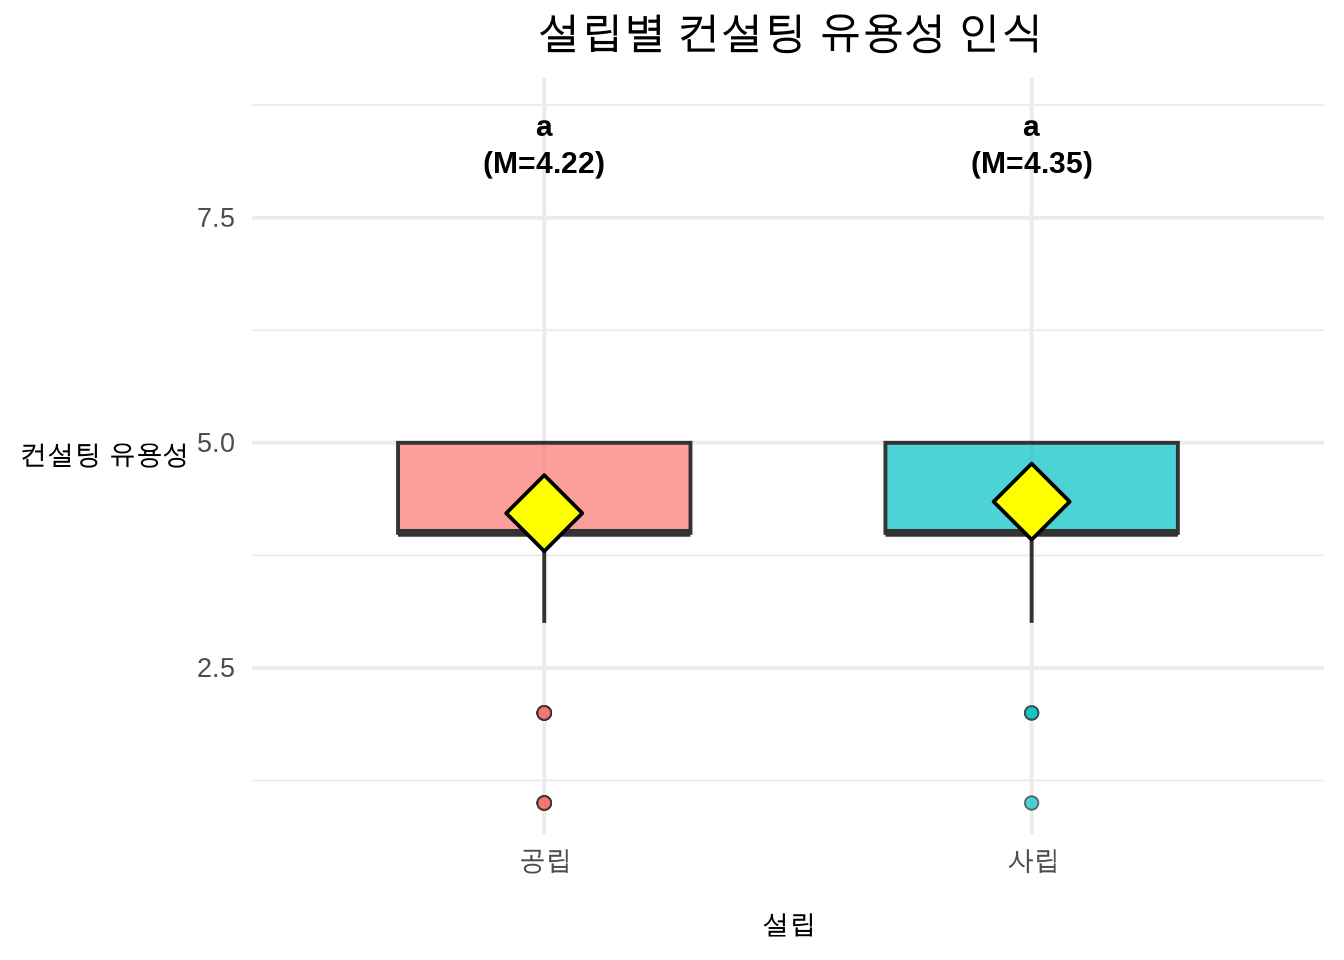 설립별 컨설팅 유용성 인식
a
(M=4.22)
a
(M=4.35)
7.5
5.0
2.5
컨설팅 유용성
공립
사립
설립